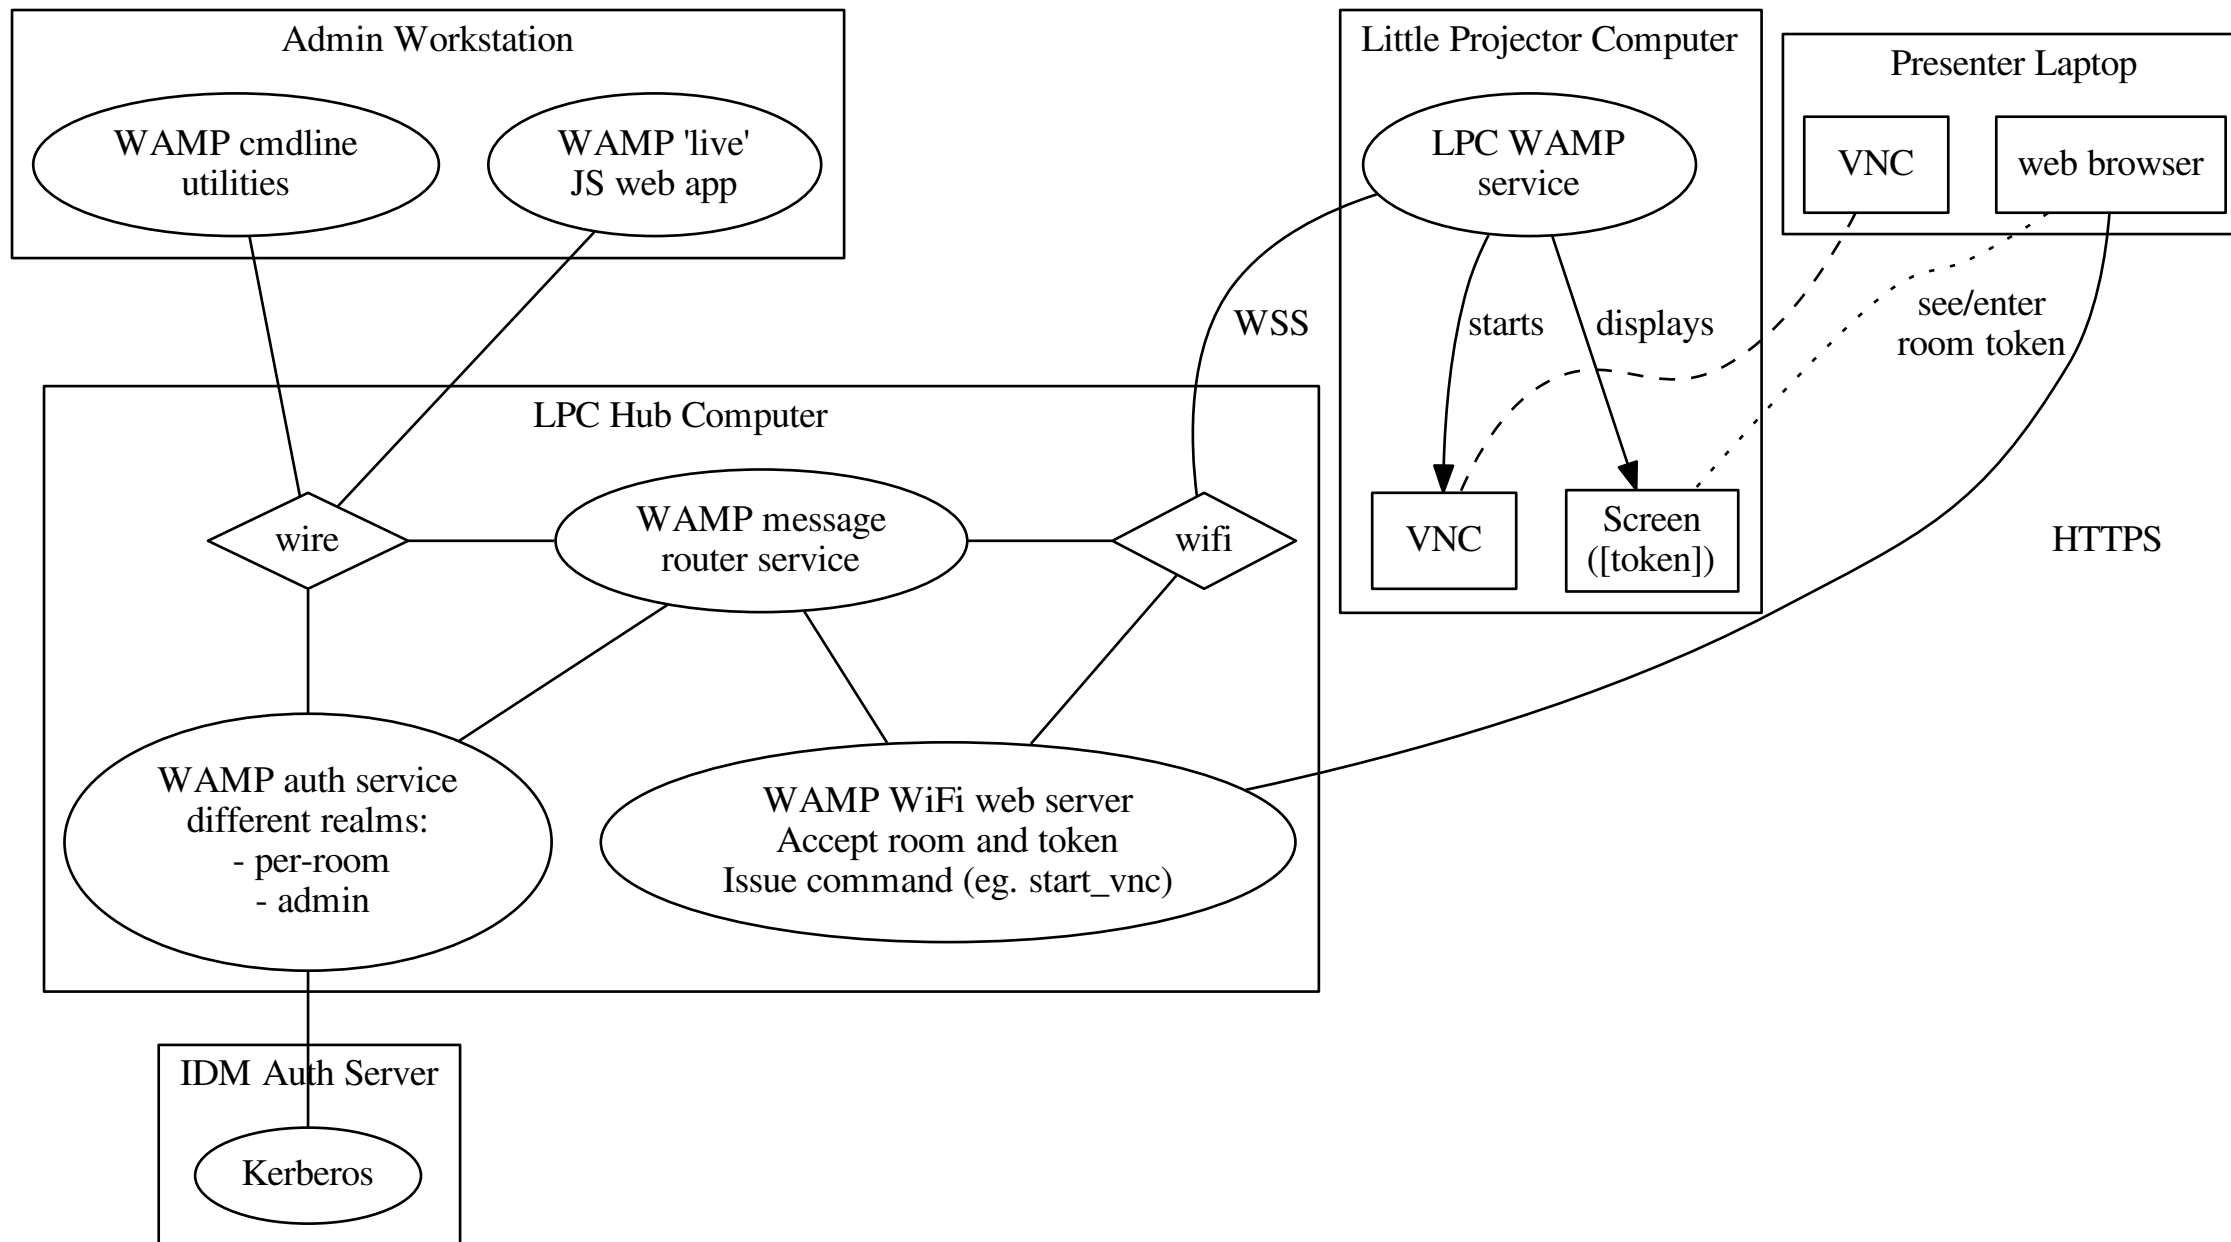 Admin Workstation
WAMP cmdline
utilities
WAMP 'live'
JS web app
Little Projector Computer
LPC WAMP
service
Presenter Laptop
VNC
web browser
WSS
starts
displays
see/enter
room token
LPC Hub Computer
wire
WAMP message
router service
wifi
VNC
Screen
([token])
HTTPS
WAMP auth service
different realms:
- per-room
- admin
WAMP WiFi web server
Accept room and token
Issue command (eg. start_vnc)
IDM Auth Server
Kerberos